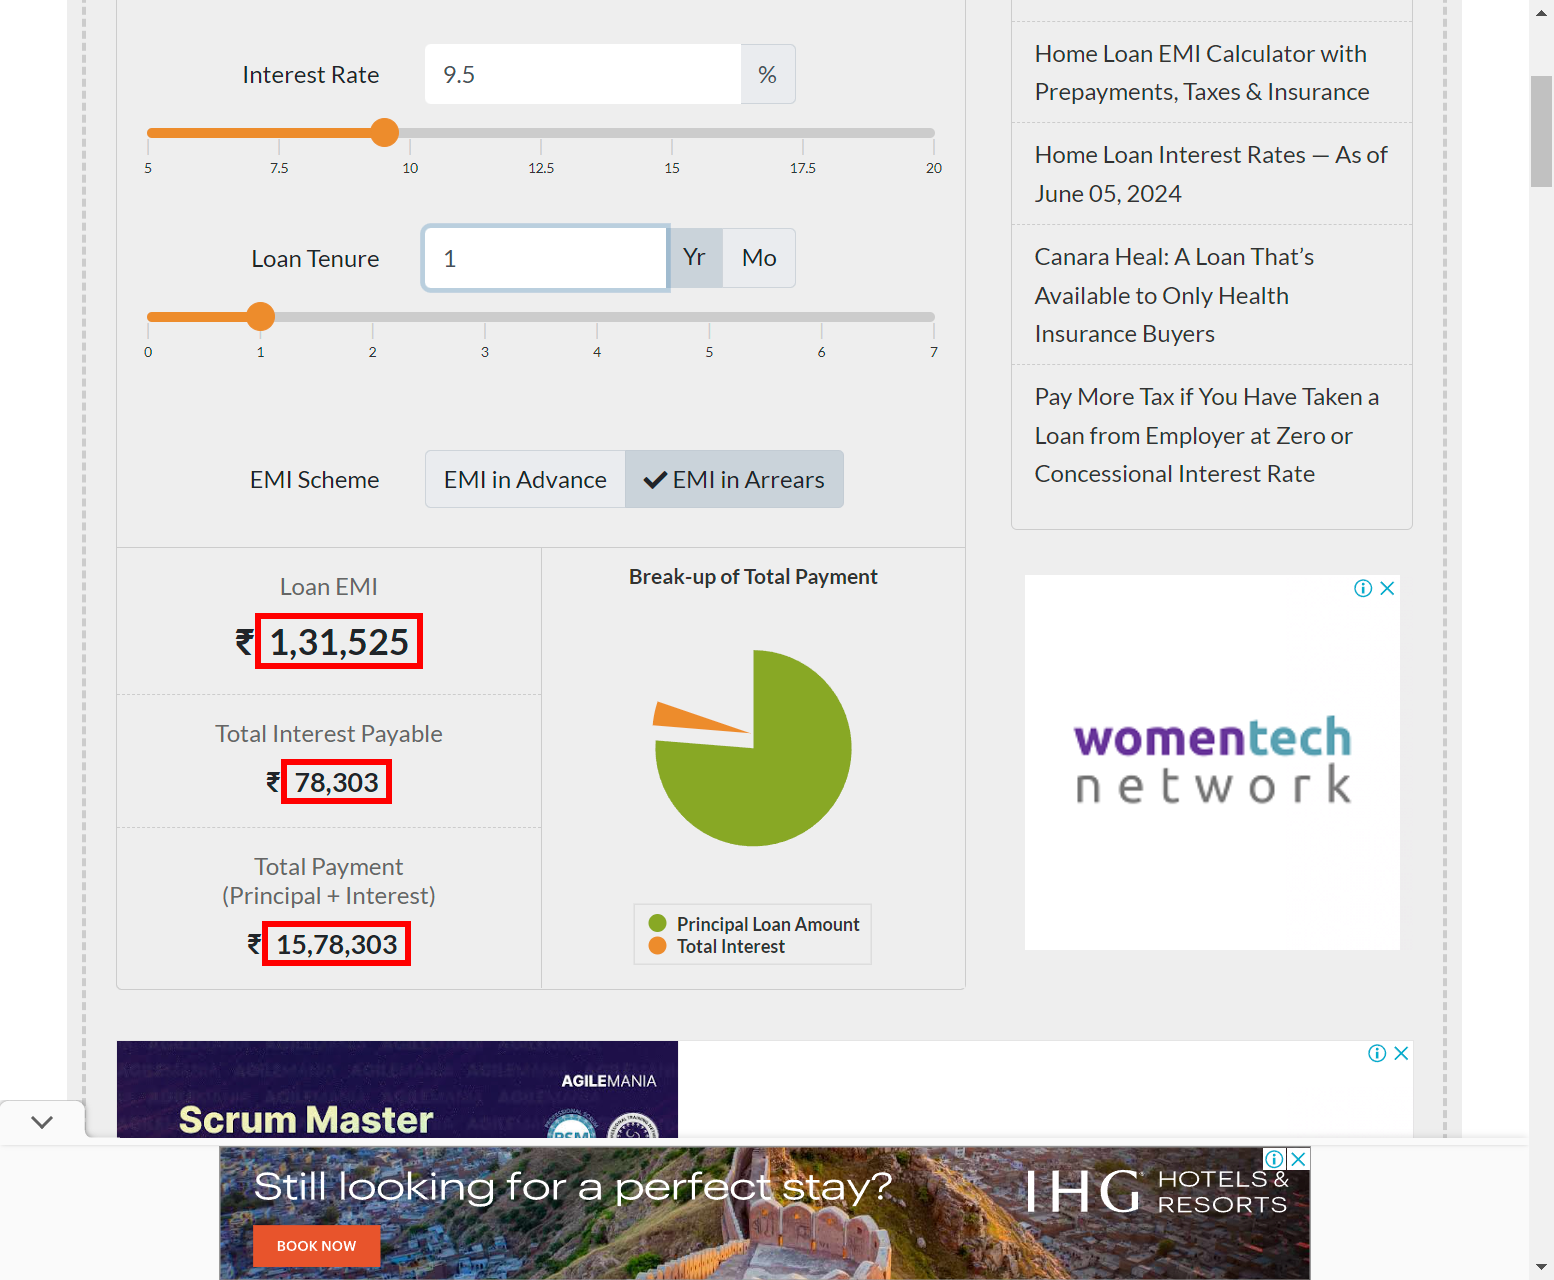 Interest Rate
9.5
%
5 7.5 10 12.5 15 17.5 20
Loan Tenure
1
Yr
Mo
0 1 2 3 4 5 6 7
EMI Scheme
EMI in Advance
EMI in Arrears
Loan EMI
₹ 1,31,525
Total Interest Payable
₹ 78,303
Total Payment
(Principal + Interest)
₹ 15,78,303
Break-up of Total Payment
Principal Loan Amount
Total Interest
Home Loan EMI Calculator with
Prepayments, Taxes & Insurance
Home Loan Interest Rates — As of
June 05, 2024
Canara Heal: A Loan That’s
Available to Only Health
Insurance Buyers
Pay More Tax if You Have Taken a
Loan from Employer at Zero or
Concessional Interest Rate
womentech
network
AGILEMANIA
Scrum Master
Still looking for a perfect stay?
BOOK NOW
IHG HOTELS &
RESORTS